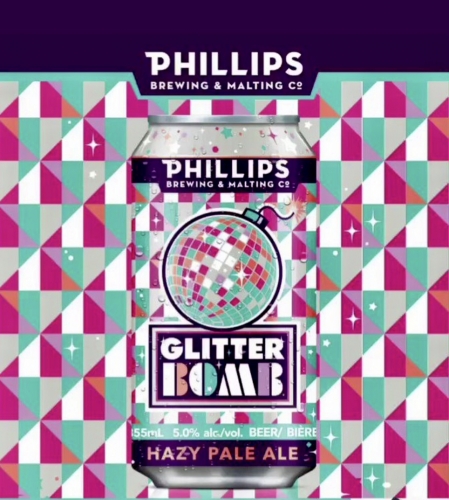 PHILLIPS
BREWING & MALTING Cº
PHILLIPS
BREWING & MALTING Cº
GLITTER
BOMB
55mL 5.0% alc/vol. BEER/ BIÈRE
HAZY PALE ALE